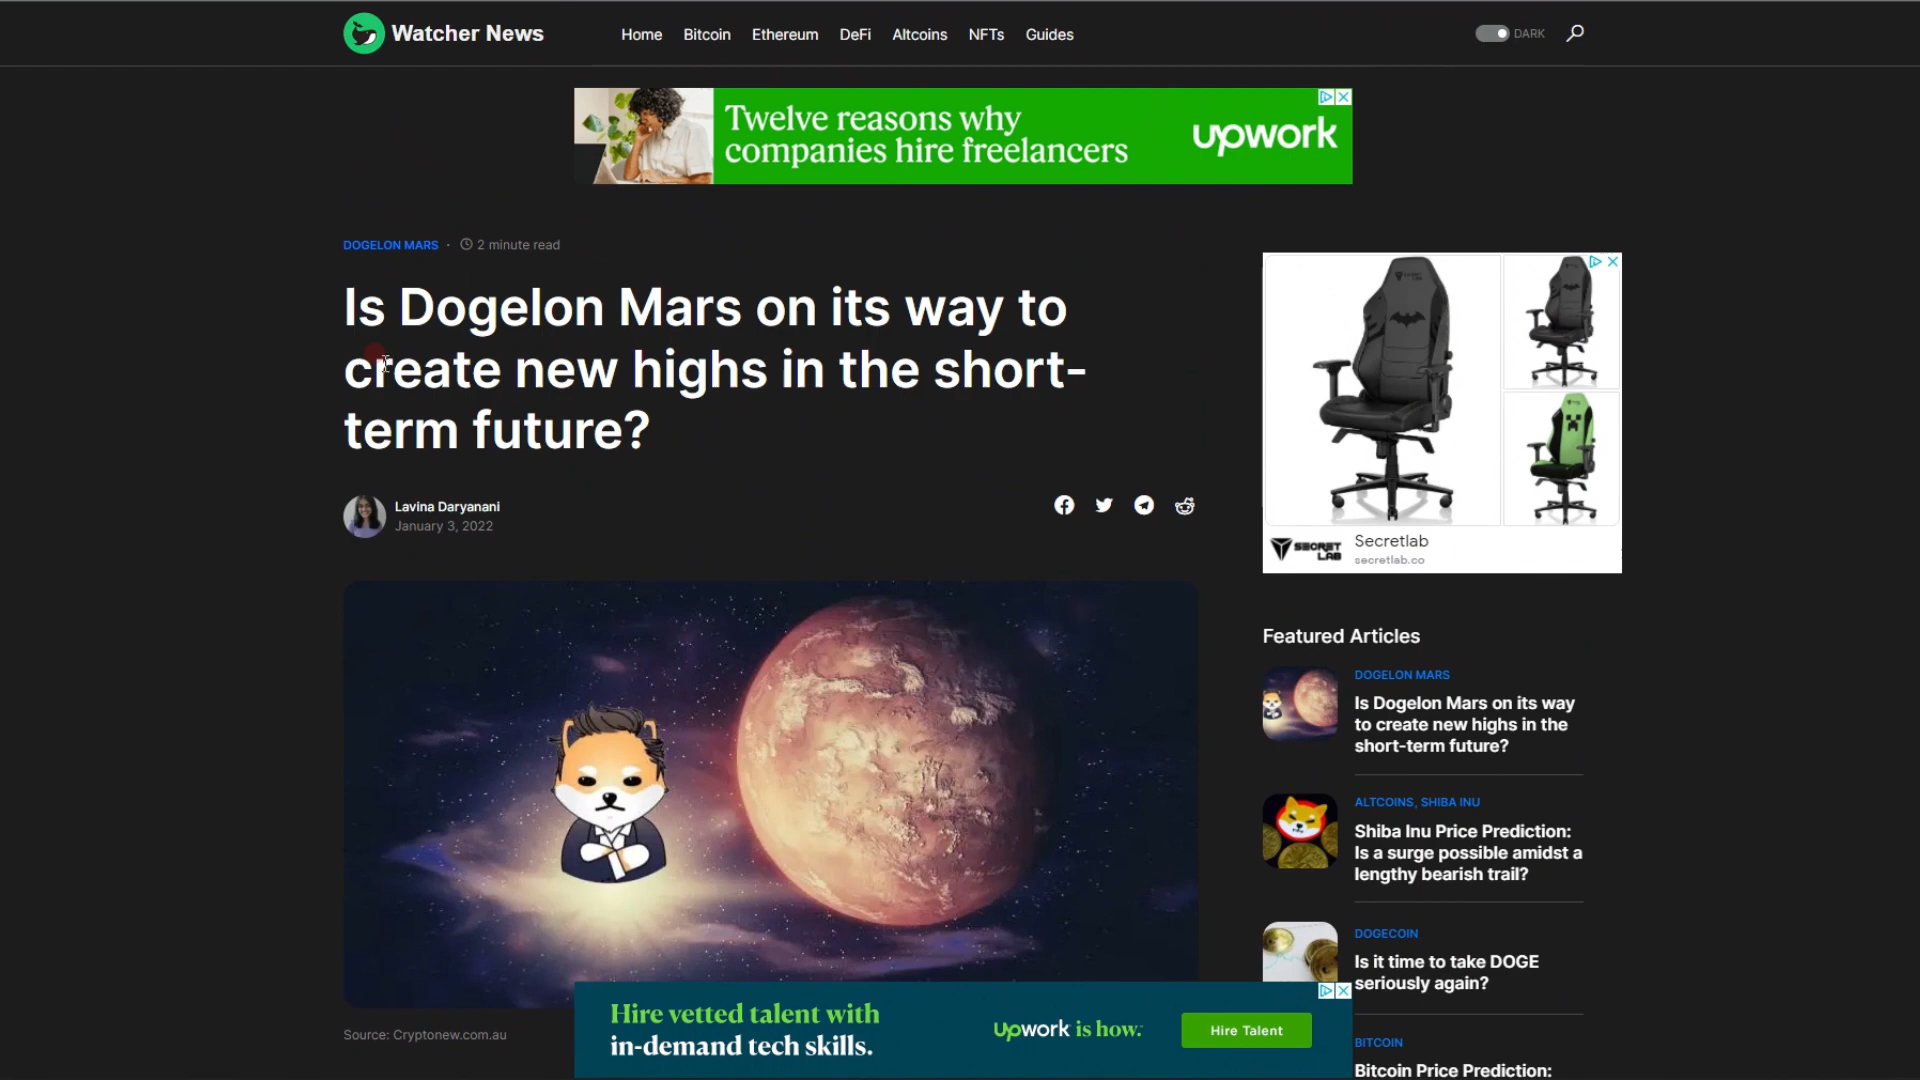 Watcher News
Home Bitcoin Ethereum DeFi Altcoins NFTs Guides
DARK
Twelve reasons why
companies hire freelancers
upwork
DOGELON MARS · 2 minute read
Is Dogelon Mars on its way to
create new highs in the short-
term future?
Lavina Daryanani
January 3, 2022
SECRET
LAB
Secretlab
secretlab.co
Featured Articles
DOGELON MARS
Is Dogelon Mars on its way
to create new highs in the
short-term future?
ALTCOINS, SHIBA INU
Shiba Inu Price Prediction:
Is a surge possible amidst a
lengthy bearish trail?
DOGECOIN
Is it time to take DOGE
seriously again?
BITCOIN
Bitcoin Price Prediction:
Source: Cryptonew.com.au
Hire vetted talent with
in-demand tech skills.
Upwork is how.
Hire Talent